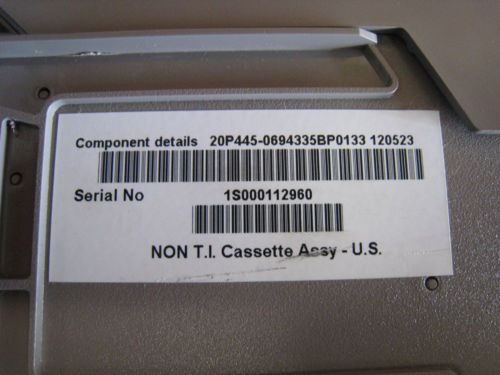 Component details 20P445-0694335BP0133 120523
Serial No 1S000112960
NON T.I. Cassette Assy - U.S.